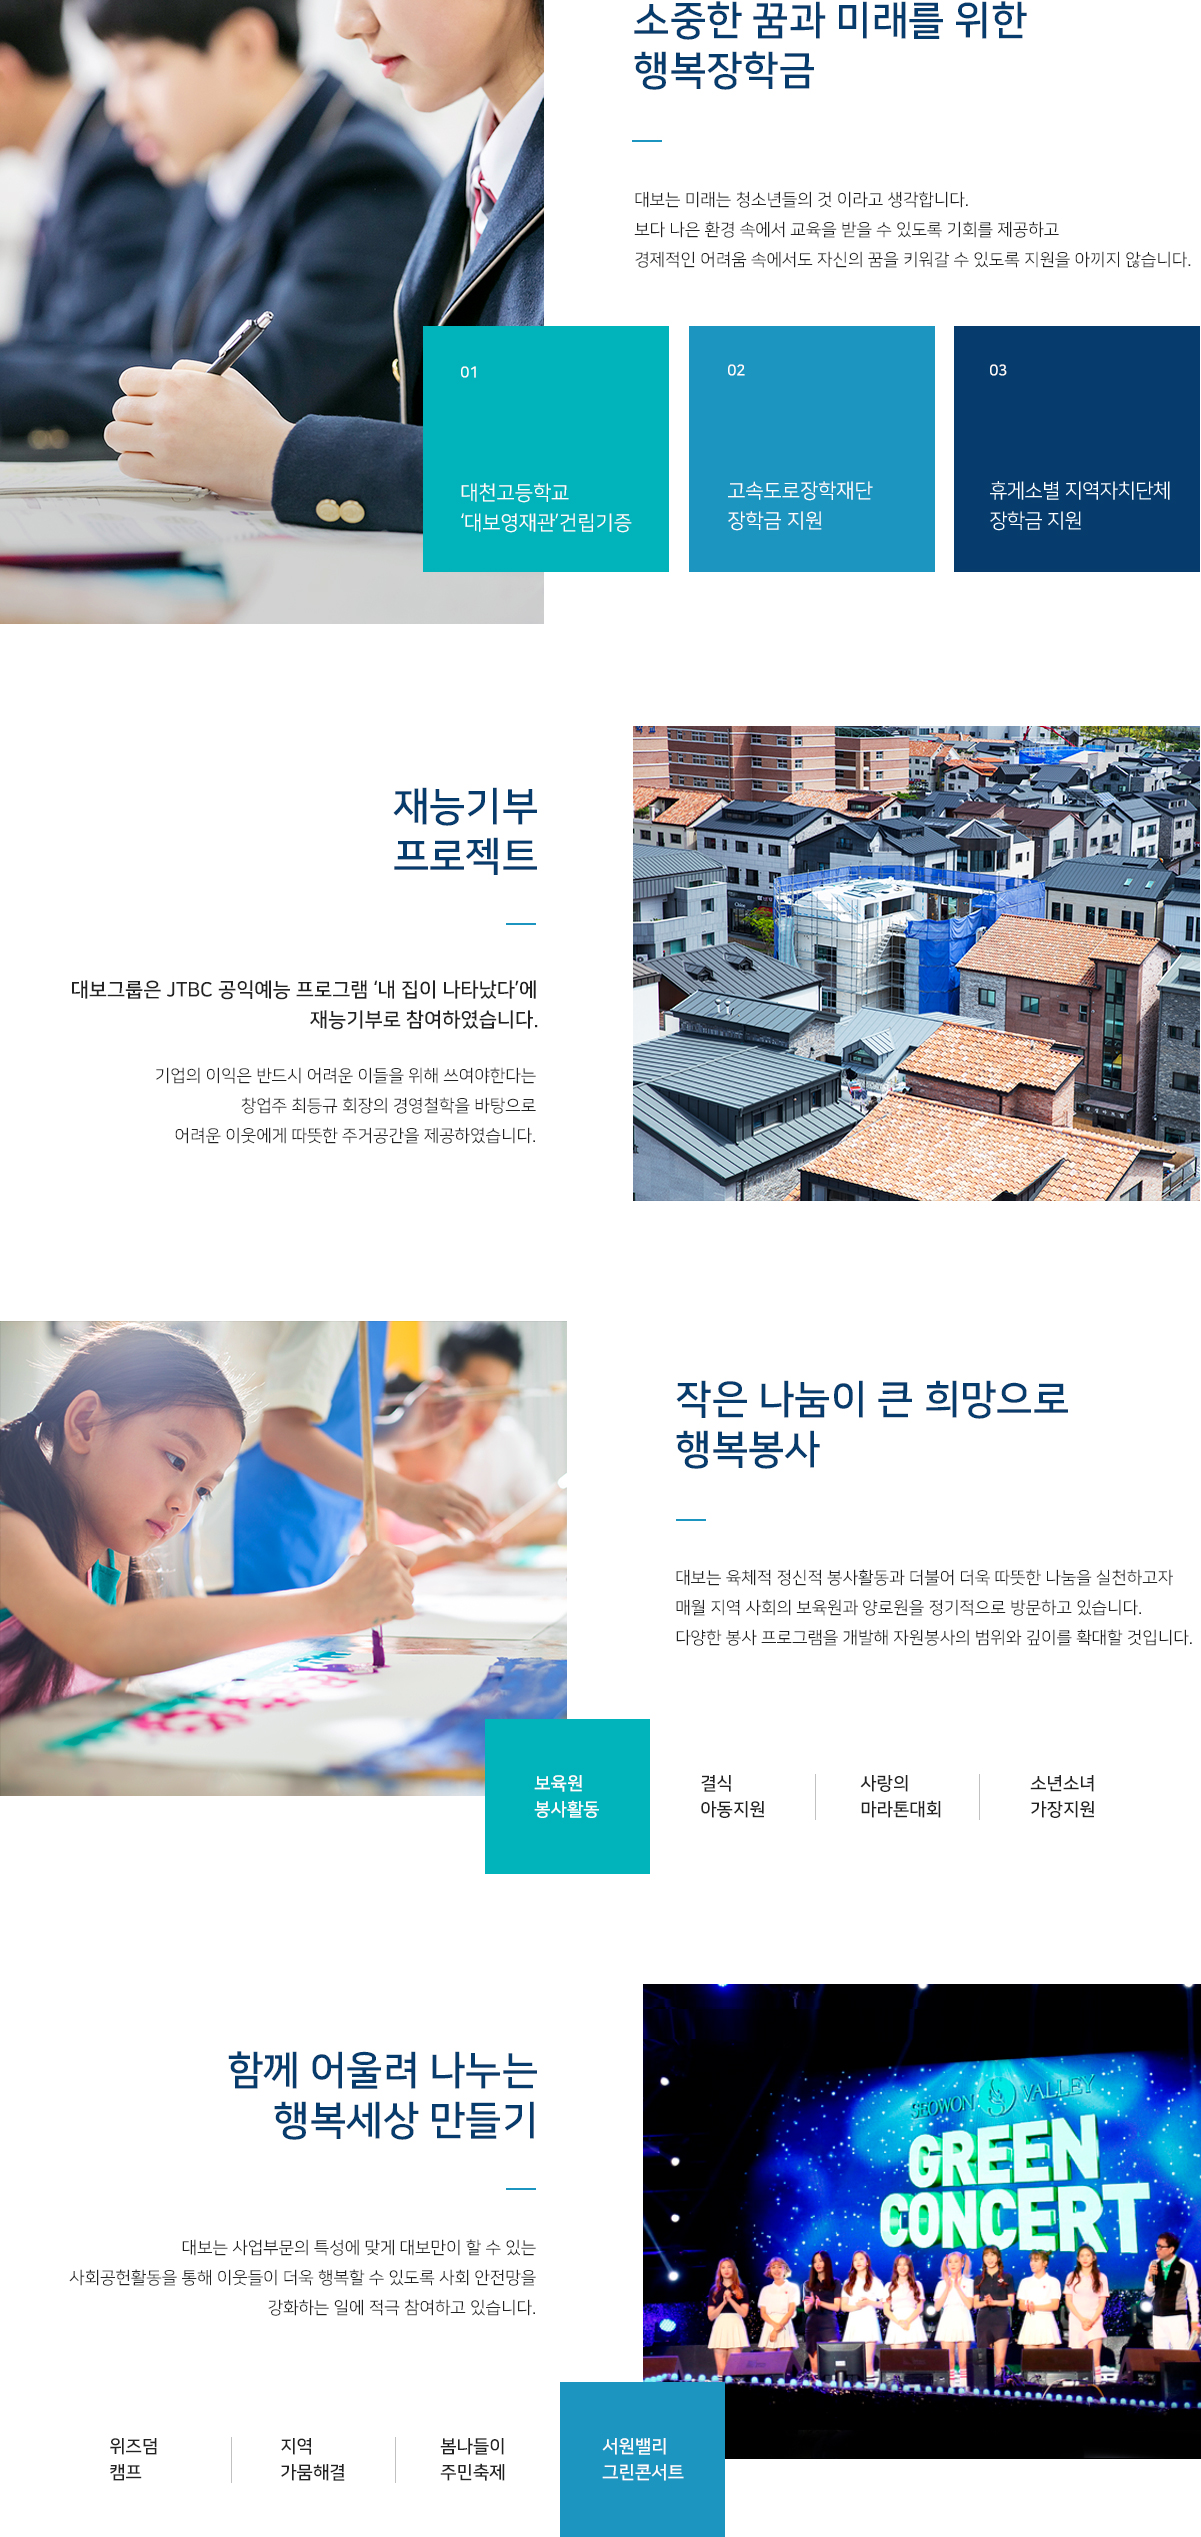 소중한 꿈과 미래를 위한
행복장학금
대보는 미래는 청소년들의 것 이라고 생각합니다.
보다 나은 환경 속에서 교육을 받을 수 있도록 기회를 제공하고
경제적인 어려움 속에서도 자신의 꿈을 키워갈 수 있도록 지원을 아끼지 않습니다.
01
대천고등학교
‘대보영재관’건립기증
02
고속도로장학재단
장학금 지원
03
휴게소별 지역자치단체
장학금 지원
재능기부
프로젝트
대보그룹은 JTBC 공익예능 프로그램 ‘내 집이 나타났다’에
재능기부로 참여하였습니다.
기업의 이익은 반드시 어려운 이들을 위해 쓰여야한다는
창업주 최등규 회장의 경영철학을 바탕으로
어려운 이웃에게 따뜻한 주거공간을 제공하였습니다.
작은 나눔이 큰 희망으로
행복봉사
대보는 육체적 정신적 봉사활동과 더불어 더욱 따뜻한 나눔을 실천하고자
매월 지역 사회의 보육원과 양로원을 정기적으로 방문하고 있습니다.
다양한 봉사 프로그램을 개발해 자원봉사의 범위와 깊이를 확대할 것입니다.
보육원
봉사활동
결식
아동지원
사랑의
마라톤대회
소년소녀
가장지원
함께 어울려 나누는
행복세상 만들기
대보는 사업부문의 특성에 맞게 대보만이 할 수 있는
사회공헌활동을 통해 이웃들이 더욱 행복할 수 있도록 사회 안전망을
강화하는 일에 적극 참여하고 있습니다.
SEOWON VALLEY
GREEN
CONCERT
위즈덤
캠프
지역
가뭄해결
봄나들이
주민축제
서원밸리
그린콘서트